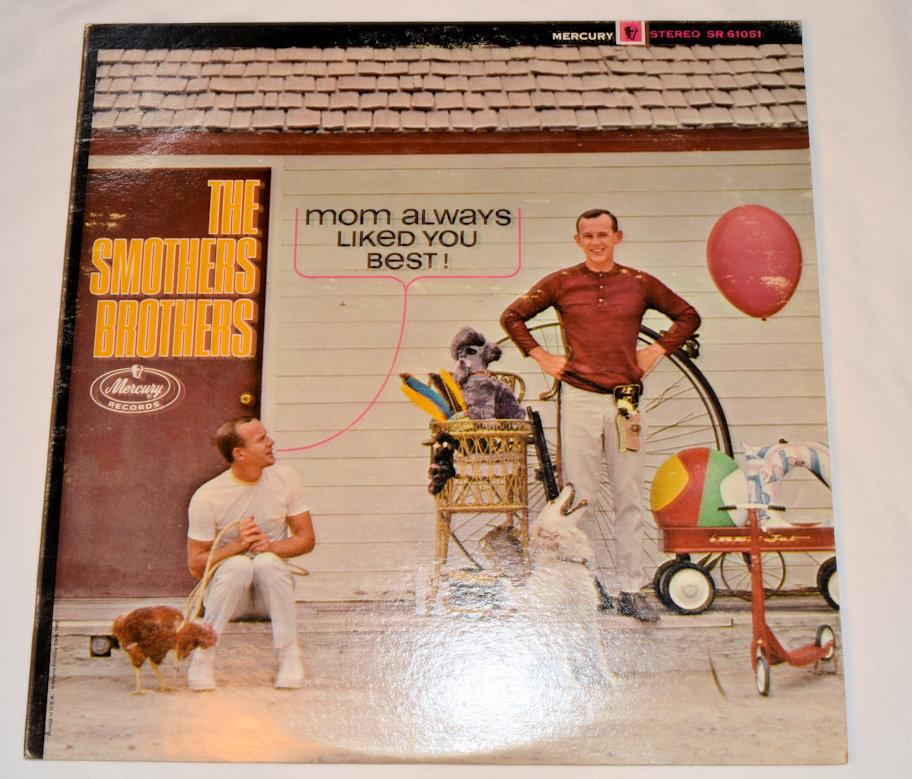 MERCURY STEREO SR 61051
THE
SMOTHERS
BROTHERS
mom always
liked you
best!
Mercury
RECORDS